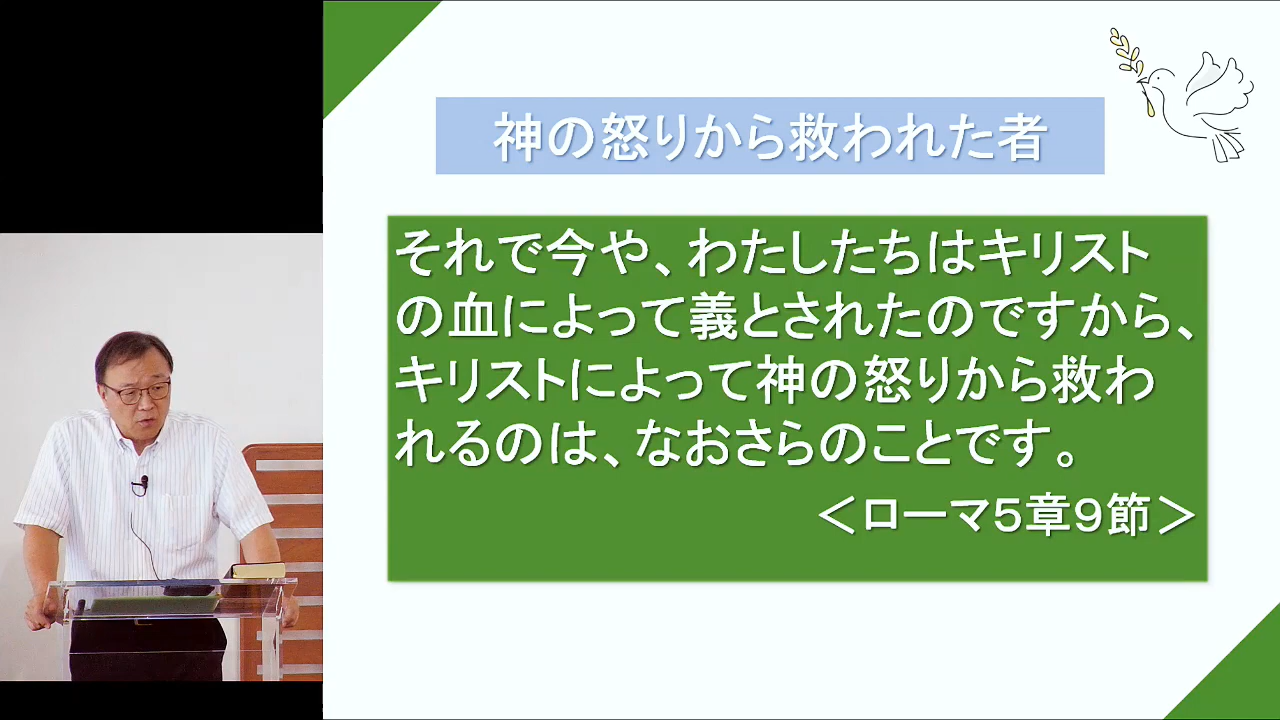 神の怒りから救われた者
それで今や、わたしたちはキリスト
の血によって義とされたのですから、
キリストによって神の怒りから救わ
れるのは、なおさらのことです。
＜ローマ５章９節＞